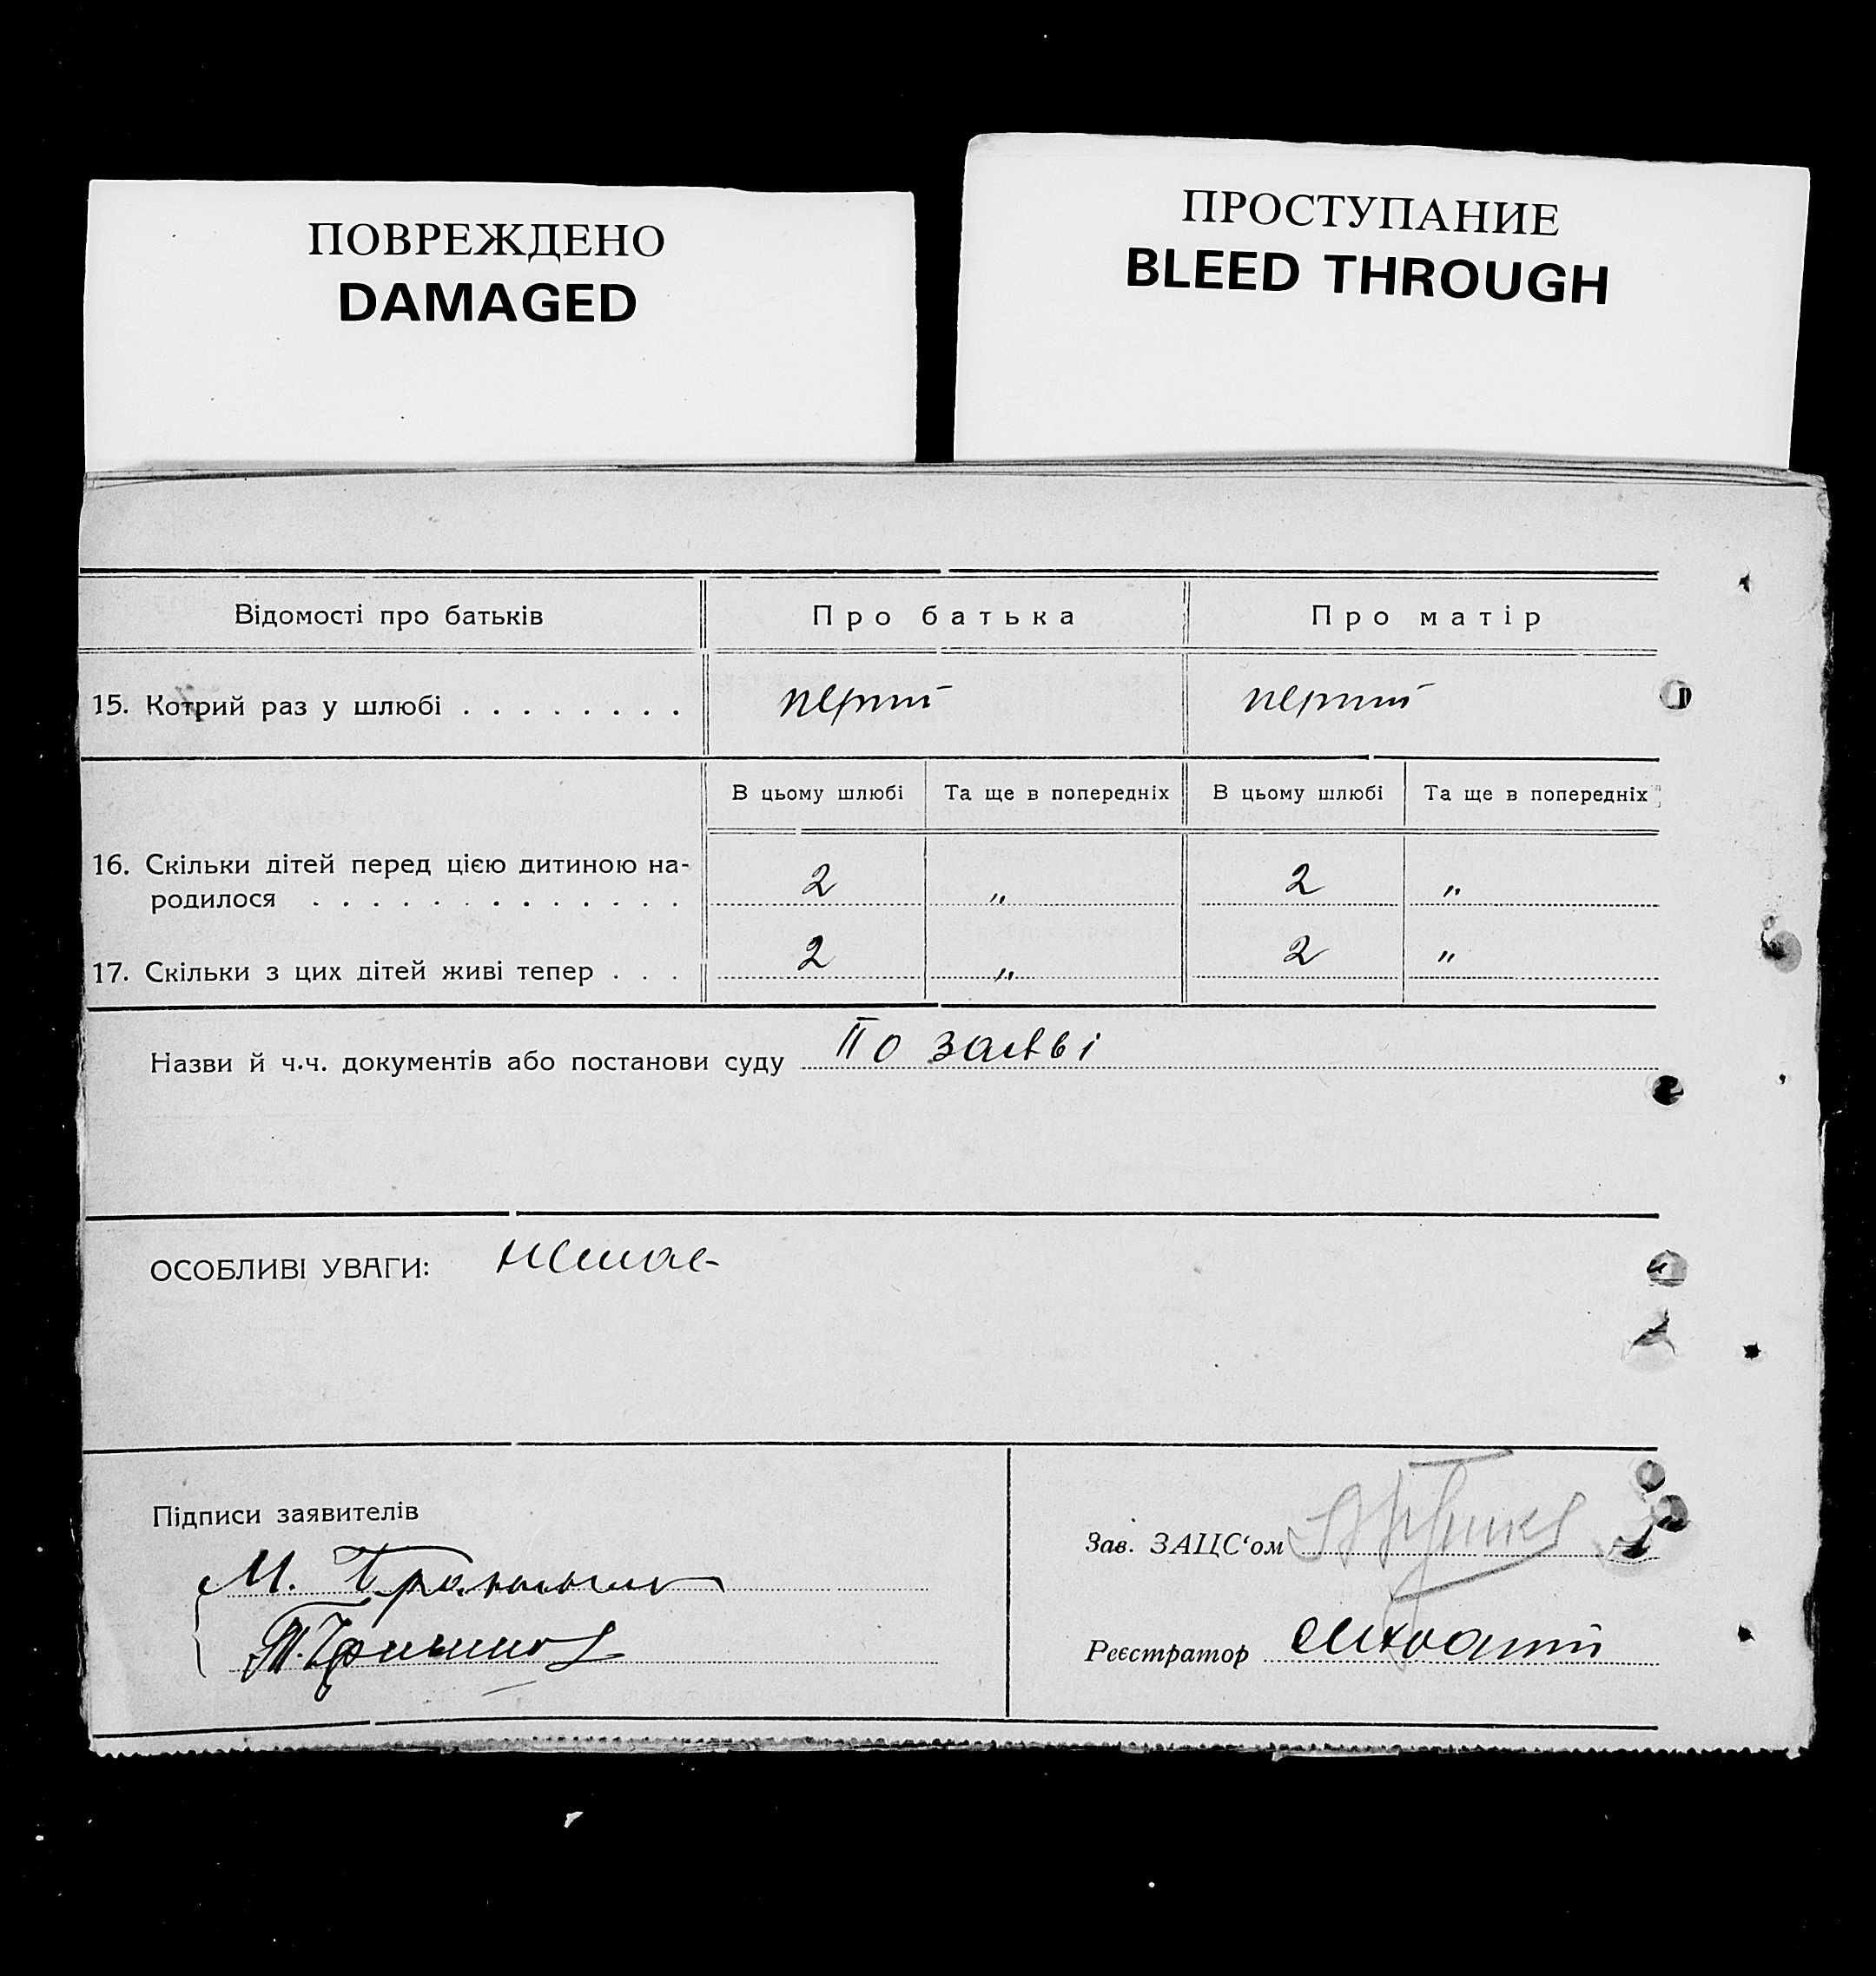 ПОВРЕЖДЕНО
DAMAGED
ПРОСТУПАНИЕ
BLEED THROUGH
Відомості про батьків Про батька Про матір
15. Котрий раз у шлюбі . . . . . . . . перший перший
В цьому шлюбі Та ще в попередніх В цьому шлюбі Та ще в попередніх
16. Скільки дітей перед цією дитиною на-
родилося . . . . . . . . . . . . . 2 „ 2 „
17. Скільки з цих дітей живі тепер . . . 2 „ 2 „
Назви й ч.ч. документів або постанови суду По заяві
ОСОБЛИВІ УВАГИ: немає
Підписи заявителів
Зав. ЗАЦС‘ом
М.
Т.
Реєстратор